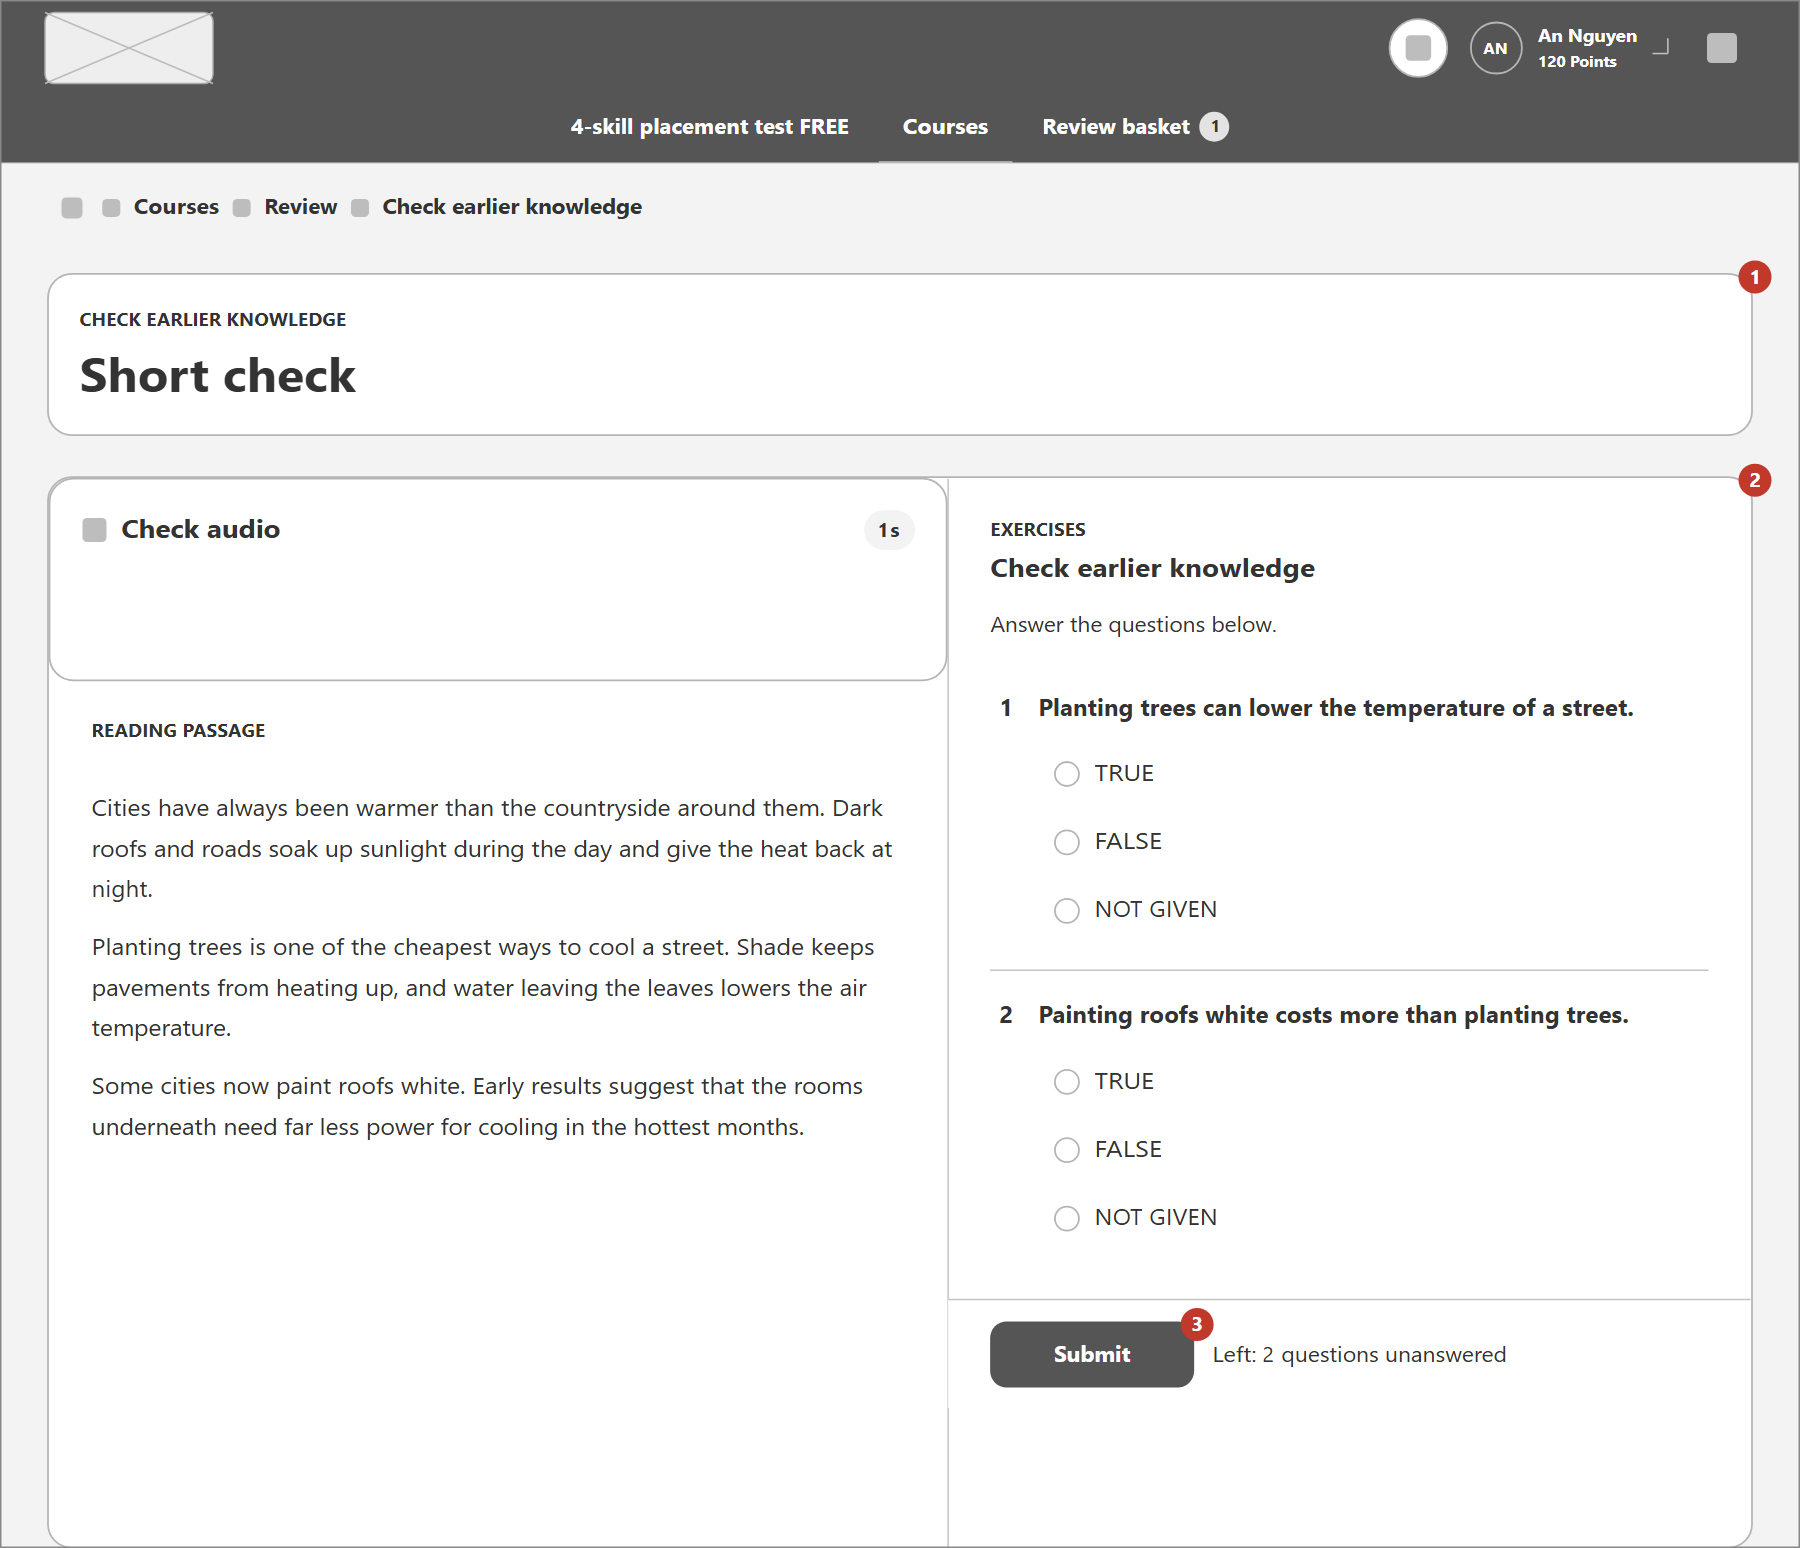 AN
An Nguyen
120 Points
4-skill placement test FREE
Courses
Review basket 1
Courses
Review
Check earlier knowledge
1
CHECK EARLIER KNOWLEDGE
Short check
2
Check audio
1s
READING PASSAGE
Cities have always been warmer than the countryside around them. Dark
roofs and roads soak up sunlight during the day and give the heat back at
night.
Planting trees is one of the cheapest ways to cool a street. Shade keeps
pavements from heating up, and water leaving the leaves lowers the air
temperature.
Some cities now paint roofs white. Early results suggest that the rooms
underneath need far less power for cooling in the hottest months.
EXERCISES
Check earlier knowledge
Answer the questions below.
1 Planting trees can lower the temperature of a street.
TRUE
FALSE
NOT GIVEN
2 Painting roofs white costs more than planting trees.
TRUE
FALSE
NOT GIVEN
3
Submit
Left: 2 questions unanswered